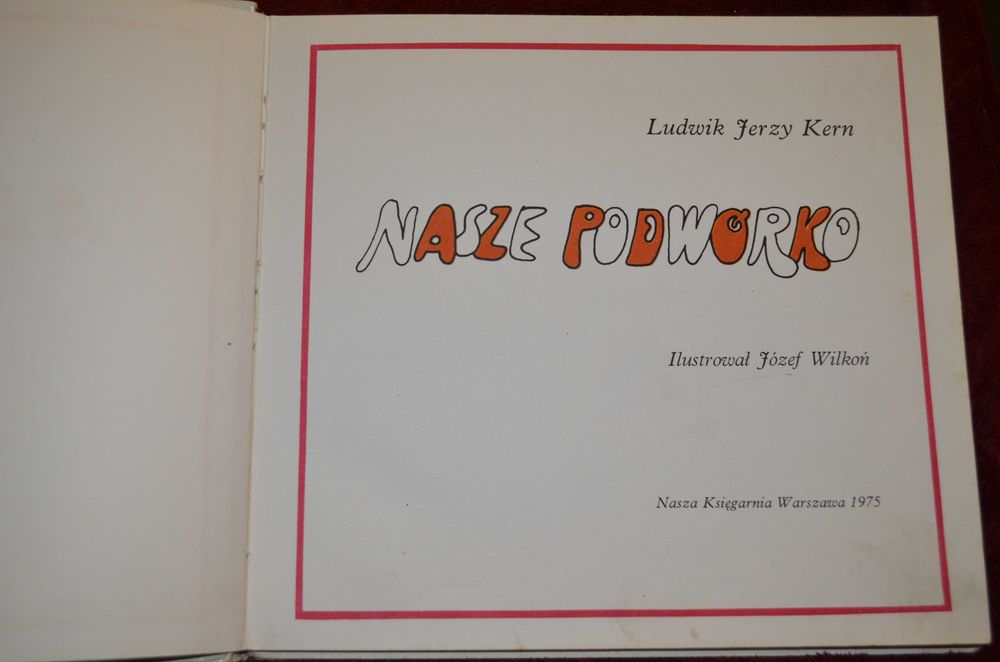 Ludwik Jerzy Kern
NASZE PODWÓRKO
Ilustrował Józef Wilkoń
Nasza Księgarnia Warszawa 1975